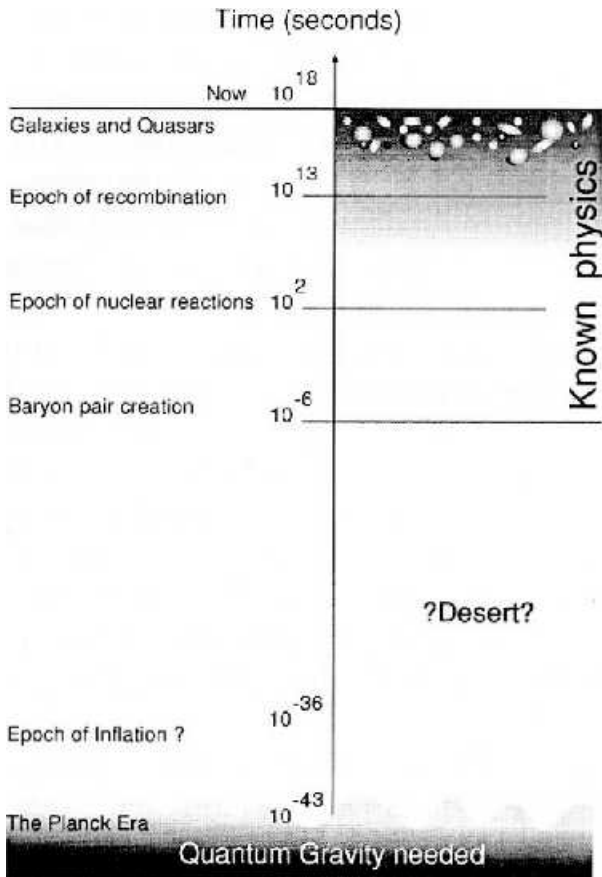 Time (seconds)
Now 10^18
Galaxies and Quasars
Epoch of recombination 10^13
Known physics
Epoch of nuclear reactions 10^2
Baryon pair creation 10^-6
?Desert?
Epoch of Inflation ? 10^-36
The Planck Era 10^-43
Quantum Gravity needed